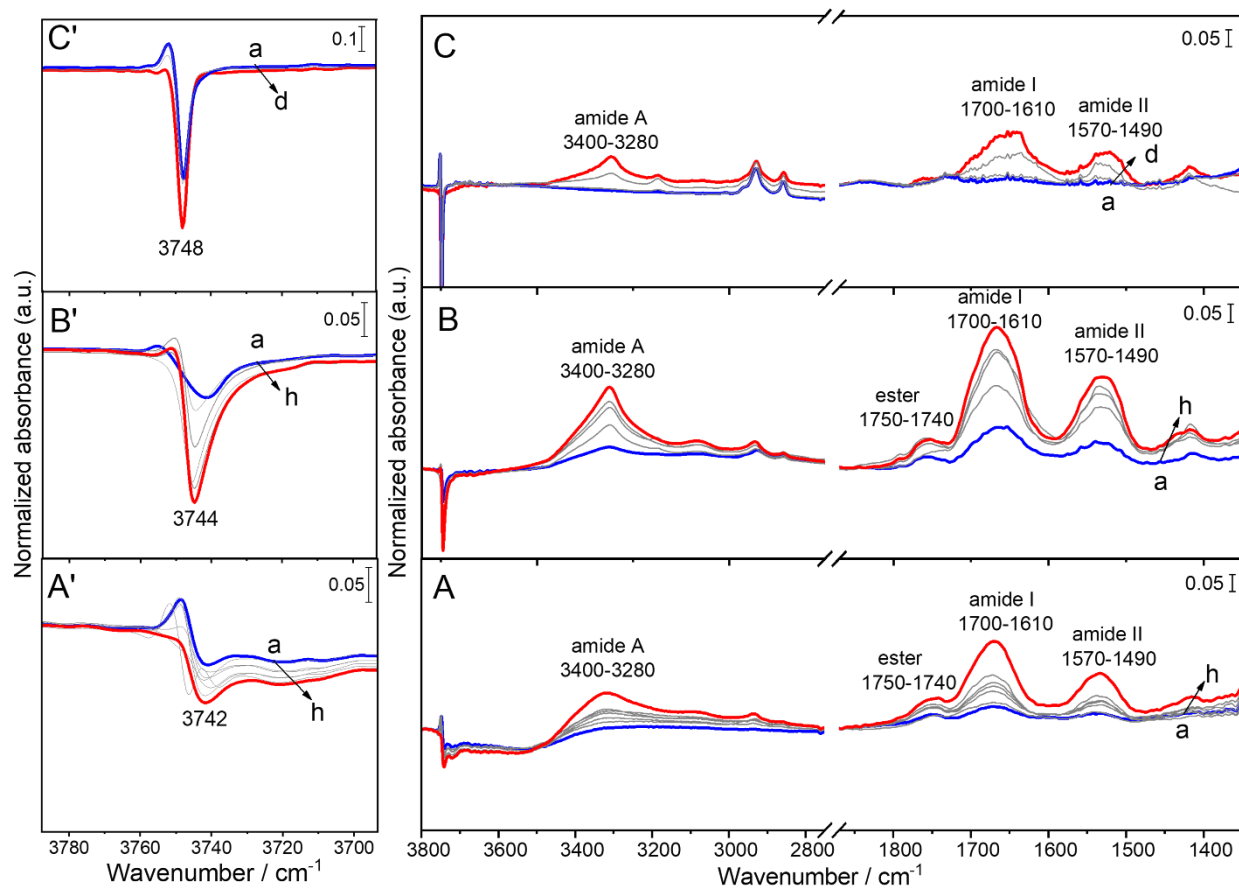 C'
0.1
a
d
3748
B'
0.05
a
h
3744
A'
0.05
a
h
3742
3780 3760 3740 3720 3700
Wavenumber / cm-1
Normalized absorbance (a.u.)
Normalized absorbance (a.u.)
C
0.05
amide A
3400-3280
amide I
1700-1610
amide II
1570-1490
d
a
B
0.05
amide A
3400-3280
ester
1750-1740
amide I
1700-1610
amide II
1570-1490
h
a
A
0.05
amide A
3400-3280
ester
1750-1740
amide I
1700-1610
amide II
1570-1490
h
a
3800 3600 3400 3200 3000 2800 1800 1700 1600 1500 1400
Wavenumber / cm-1